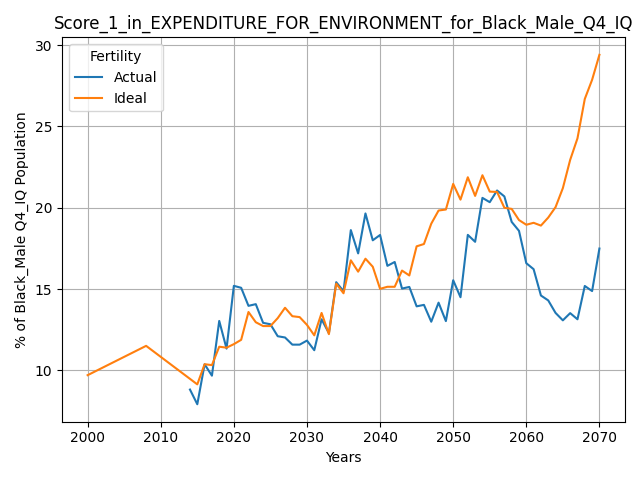 Score_1_in_EXPENDITURE_FOR_ENVIRONMENT_for_Black_Male_Q4_IQ
Fertility
Actual
Ideal
% of Black_Male Q4_IQ Population
30
25
20
15
10
2000
2010
2020
2030
2040
2050
2060
2070
Years